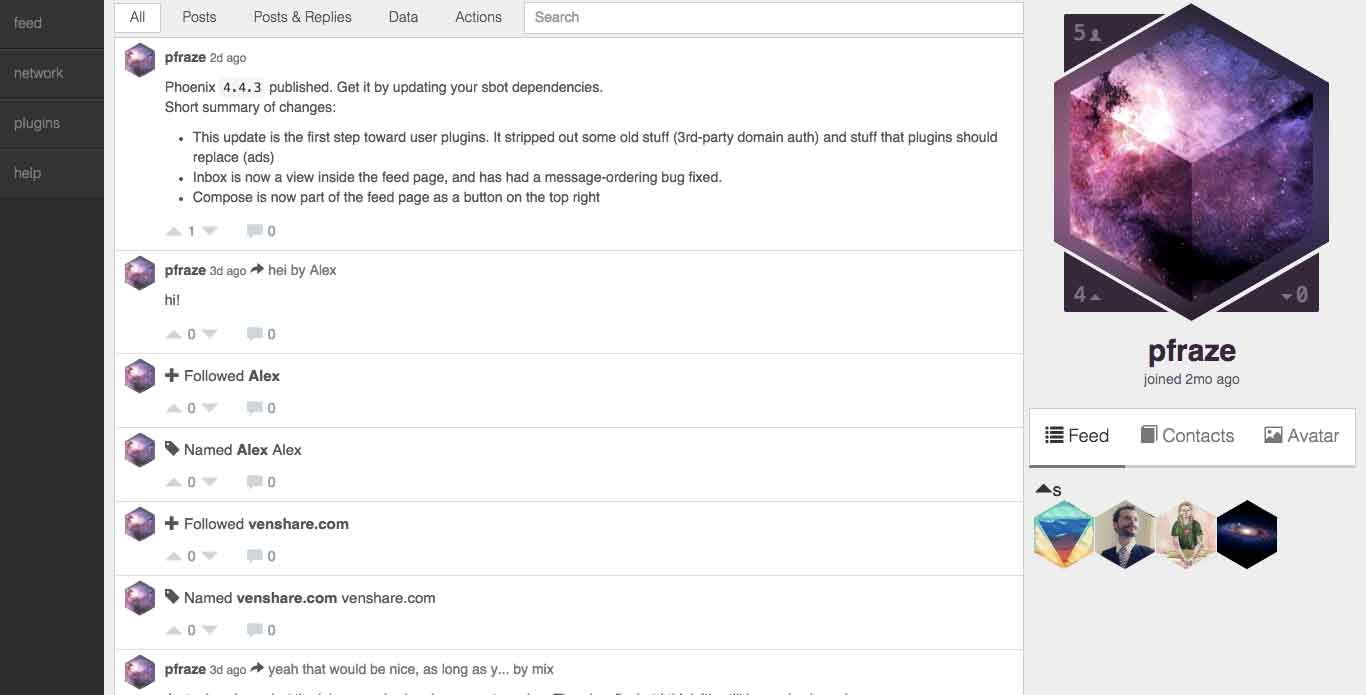 feed
network
plugins
help
All Posts Posts & Replies Data Actions Search
pfraze 2d ago
Phoenix 4.4.3 published. Get it by updating your sbot dependencies.
Short summary of changes:
• This update is the first step toward user plugins. It stripped out some old stuff (3rd-party domain auth) and stuff that plugins should
replace (ads)
• Inbox is now a view inside the feed page, and has had a message-ordering bug fixed.
• Compose is now part of the feed page as a button on the top right
1 0
pfraze 3d ago hei by Alex
hi!
0 0
Followed Alex
0 0
Named Alex Alex
0 0
Followed venshare.com
0 0
Named venshare.com venshare.com
0 0
pfraze 3d ago yeah that would be nice, as long as y... by mix
5
4 0
pfraze
joined 2mo ago
Feed Contacts Avatar
s